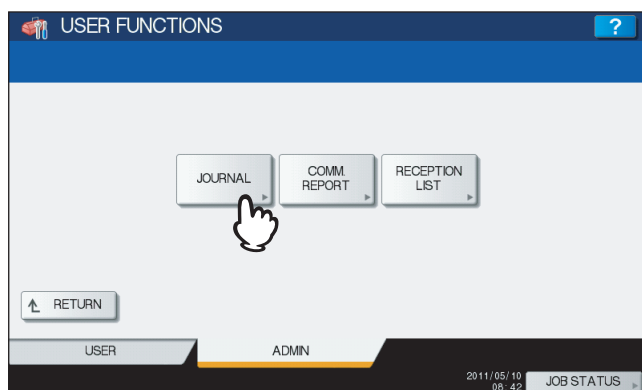 USER FUNCTIONS
?
JOURNAL
COMM.
REPORT
RECEPTION
LIST
RETURN
USER
ADMIN
2011/05/10
08:42
JOB STATUS